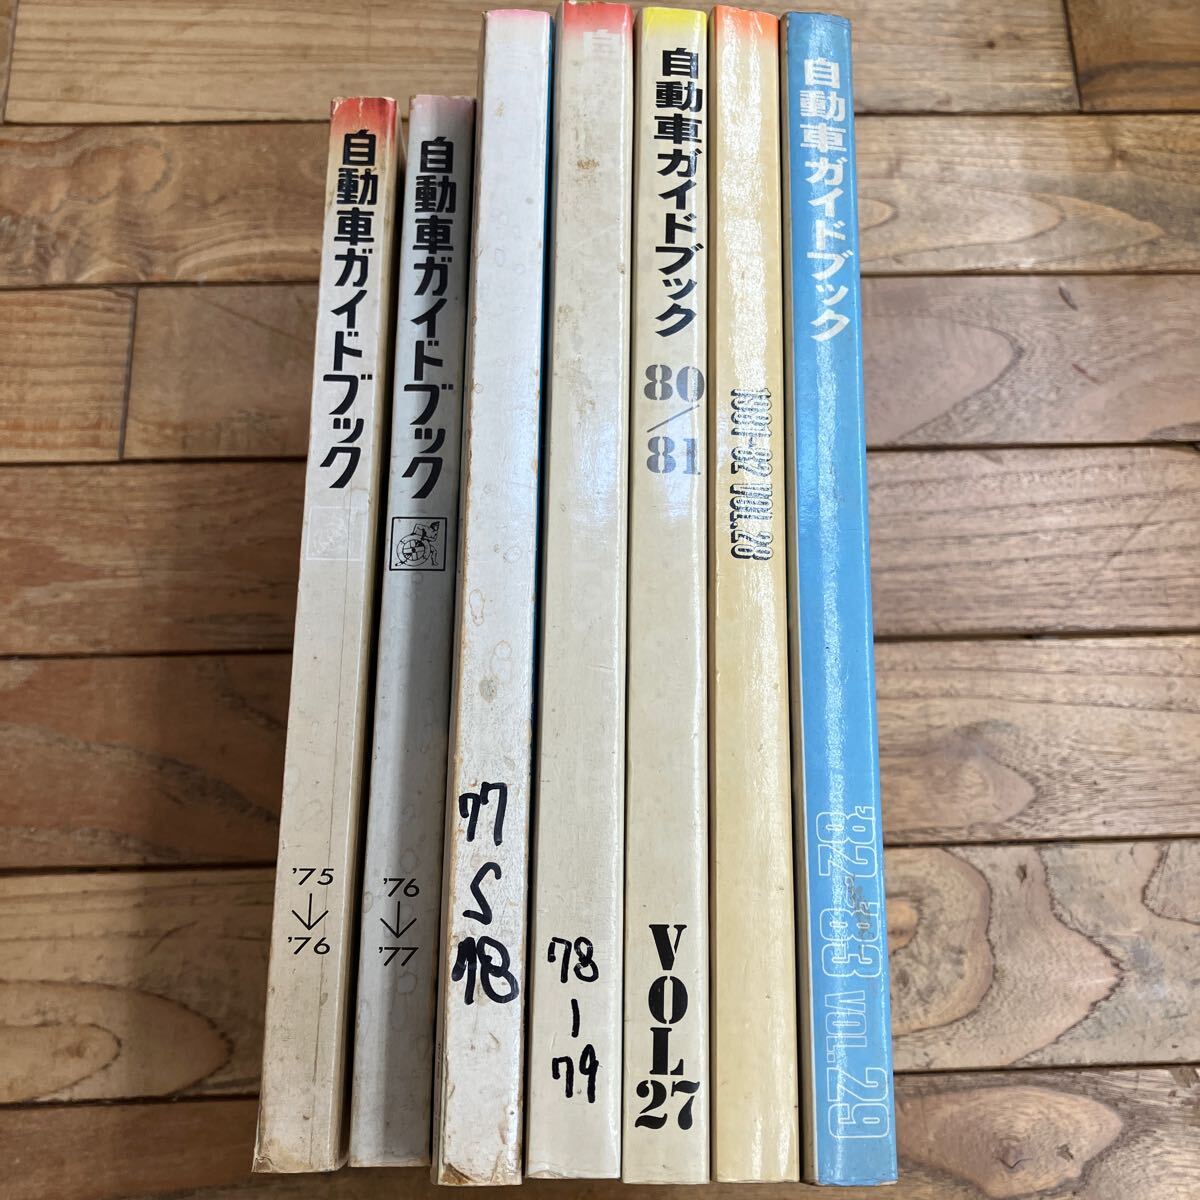 自動車ガイドブック
'75
↓
'76
自動車ガイドブック
'76
↓
'77
77
S
78
自
78
|
79
自動車ガイドブック
80/81
VOL 27
1981-82 VOL.28
自動車ガイドブック
'82-'83 VOL.29